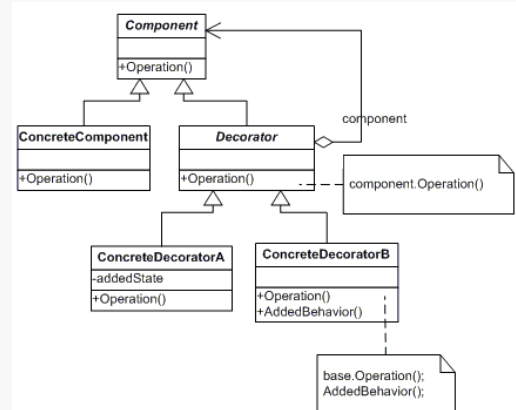 Component
+Operation()
component
ConcreteComponent
+Operation()
Decorator
+Operation()
component.Operation()
ConcreteDecoratorA
-addedState
+Operation()
ConcreteDecoratorB
+Operation()
+AddedBehavior()
base.Operation();
AddedBehavior();